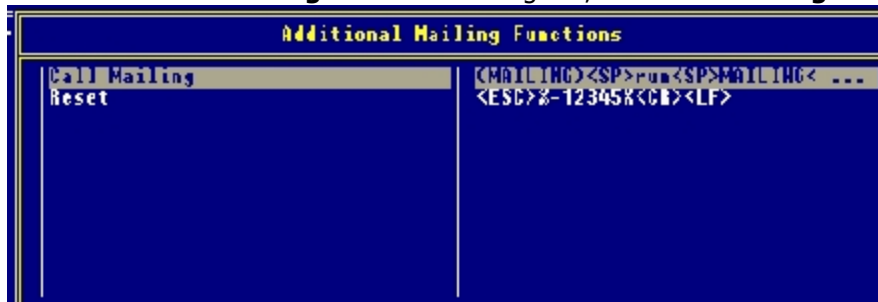 Additional Mailing Functions
Call Mailing (MAILING)<SP>run<SP>MAILING< ...
Reset <ESC>%-12345X<CR><LF>